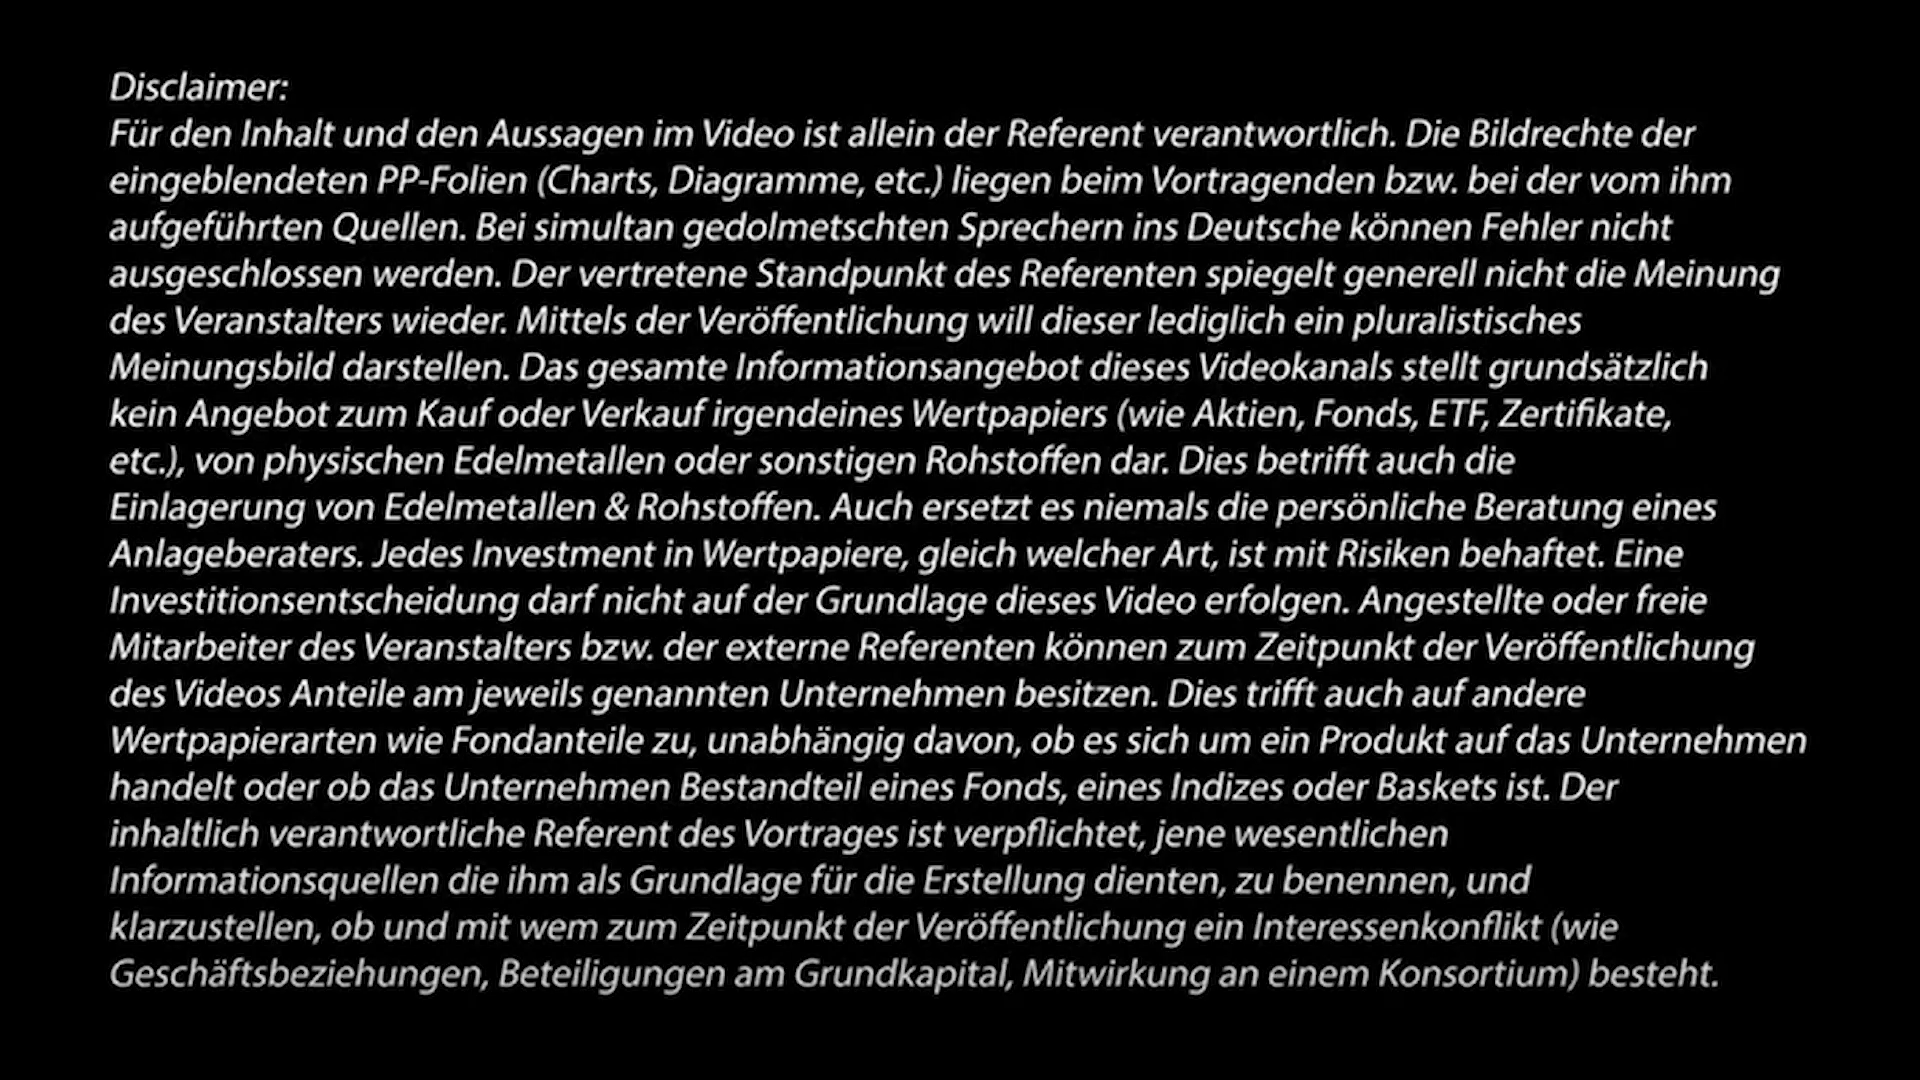 Disclaimer:
Für den Inhalt und den Aussagen im Video ist allein der Referent verantwortlich. Die Bildrechte der
eingeblendeten PP-Folien (Charts, Diagramme, etc.) liegen beim Vortragenden bzw. bei der vom ihm
aufgeführten Quellen. Bei simultan gedolmetschten Sprechern ins Deutsche können Fehler nicht
ausgeschlossen werden. Der vertretene Standpunkt des Referenten spiegelt generell nicht die Meinung
des Veranstalters wieder. Mittels der Veröffentlichung will dieser lediglich ein pluralistisches
Meinungsbild darstellen. Das gesamte Informationsangebot dieses Videokanals stellt grundsätzlich
kein Angebot zum Kauf oder Verkauf irgendeines Wertpapiers (wie Aktien, Fonds, ETF, Zertifikate,
etc.), von physischen Edelmetallen oder sonstigen Rohstoffen dar. Dies betrifft auch die
Einlagerung von Edelmetallen & Rohstoffen. Auch ersetzt es niemals die persönliche Beratung eines
Anlageberaters. Jedes Investment in Wertpapiere, gleich welcher Art, ist mit Risiken behaftet. Eine
Investitionsentscheidung darf nicht auf der Grundlage dieses Video erfolgen. Angestellte oder freie
Mitarbeiter des Veranstalters bzw. der externe Referenten können zum Zeitpunkt der Veröffentlichung
des Videos Anteile am jeweils genannten Unternehmen besitzen. Dies trifft auch auf andere
Wertpapierarten wie Fondanteile zu, unabhängig davon, ob es sich um ein Produkt auf das Unternehmen
handelt oder ob das Unternehmen Bestandteil eines Fonds, eines Indizes oder Baskets ist. Der
inhaltlich verantwortliche Referent des Vortrages ist verpflichtet, jene wesentlichen
Informationsquellen die ihm als Grundlage für die Erstellung dienten, zu benennen, und
klarzustellen, ob und mit wem zum Zeitpunkt der Veröffentlichung ein Interessenkonflikt (wie
Geschäftsbeziehungen, Beteiligungen am Grundkapital, Mitwirkung an einem Konsortium) besteht.